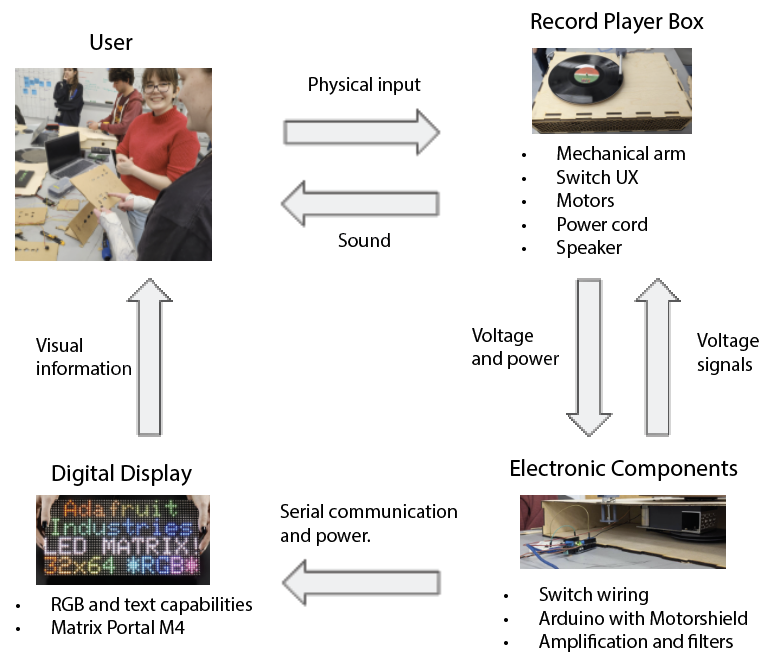 User
Record Player Box
Physical input
Sound
• Mechanical arm
• Switch UX
• Motors
• Power cord
• Speaker
Visual
information
Voltage
and power
Voltage
signals
Digital Display
Adafruit
Industries
LED MATRIX!
32x64 *RGB*
• RGB and text capabilities
• Matrix Portal M4
Serial communication
and power.
Electronic Components
• Switch wiring
• Arduino with Motorshield
• Amplification and filters